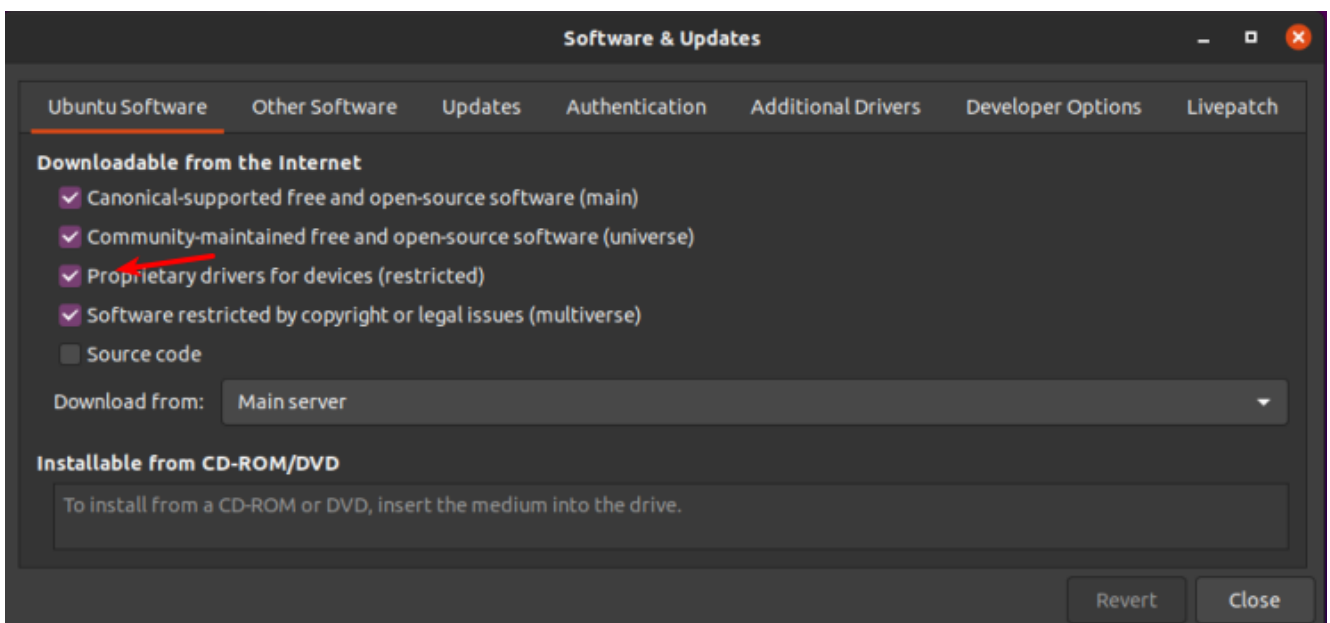 Software & Updates
Ubuntu Software Other Software Updates Authentication Additional Drivers Developer Options Livepatch
Downloadable from the Internet
Canonical-supported free and open-source software (main)
Community-maintained free and open-source software (universe)
Proprietary drivers for devices (restricted)
Software restricted by copyright or legal issues (multiverse)
Source code
Download from: Main server
Installable from CD-ROM/DVD
To install from a CD-ROM or DVD, insert the medium into the drive.
Revert Close